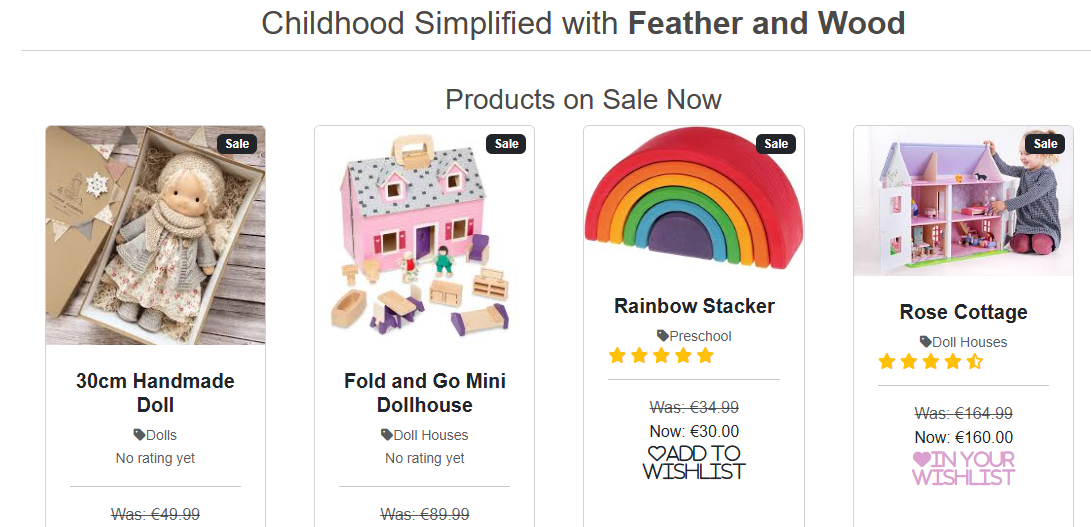 Childhood Simplified with Feather and Wood
Products on Sale Now
Sale
30cm Handmade
Doll
Dolls
No rating yet
Was: €49.99
Sale
Fold and Go Mini
Dollhouse
Doll Houses
No rating yet
Was: €89.99
Sale
Rainbow Stacker
Preschool
Was: €34.99
Now: €30.00
ADD TO
WISHLIST
Sale
Rose Cottage
Doll Houses
Was: €164.99
Now: €160.00
IN YOUR
WISHLIST